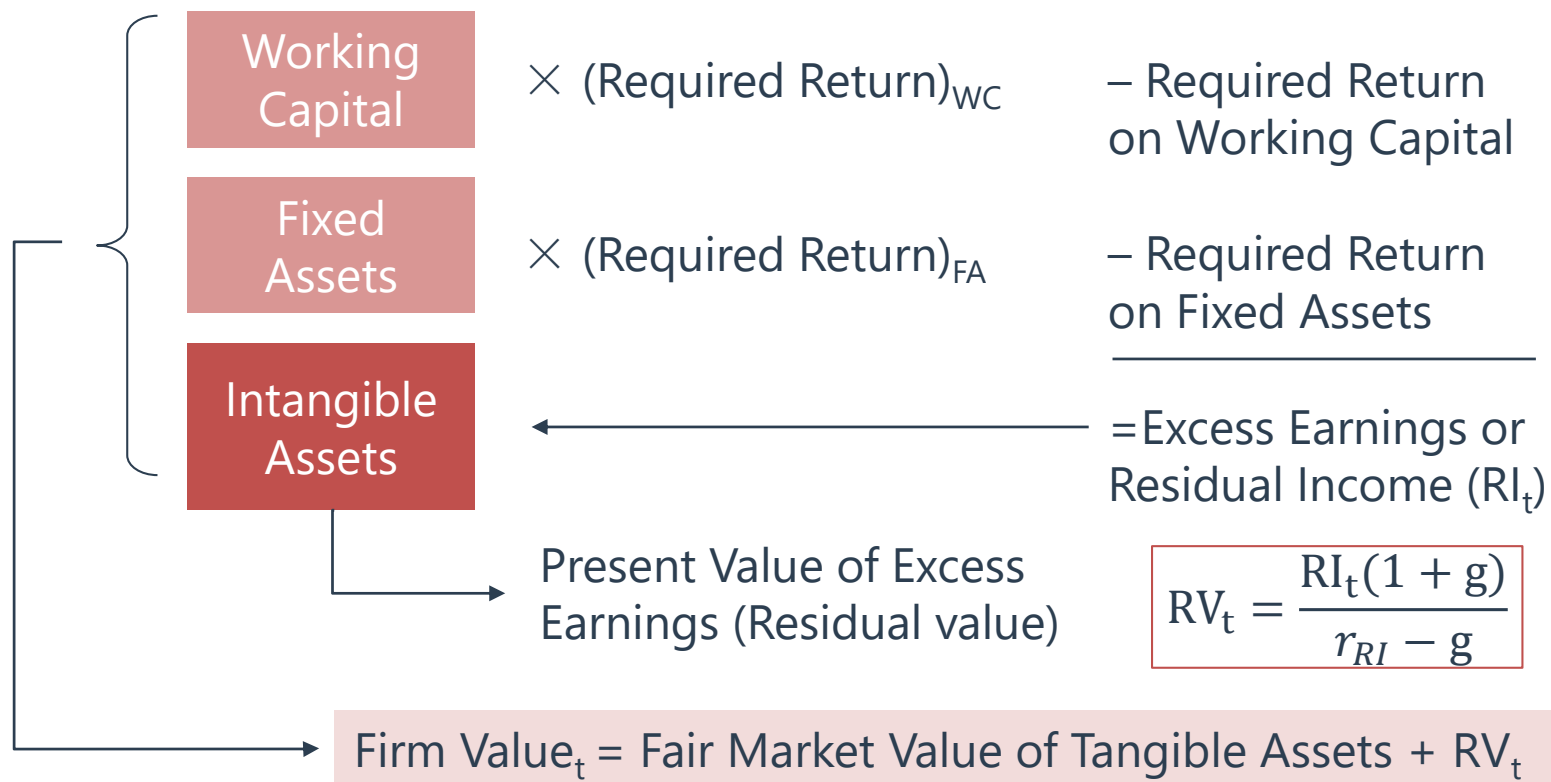 Working
Capital
× (Required Return)WC
– Required Return
on Working Capital
Fixed
Assets
× (Required Return)FA
– Required Return
on Fixed Assets
Intangible
Assets
=Excess Earnings or
Residual Income (RIt)
Present Value of Excess
Earnings (Residual value)
RVt = RIt(1 + g) / rRI − g
Firm Valuet = Fair Market Value of Tangible Assets + RVt